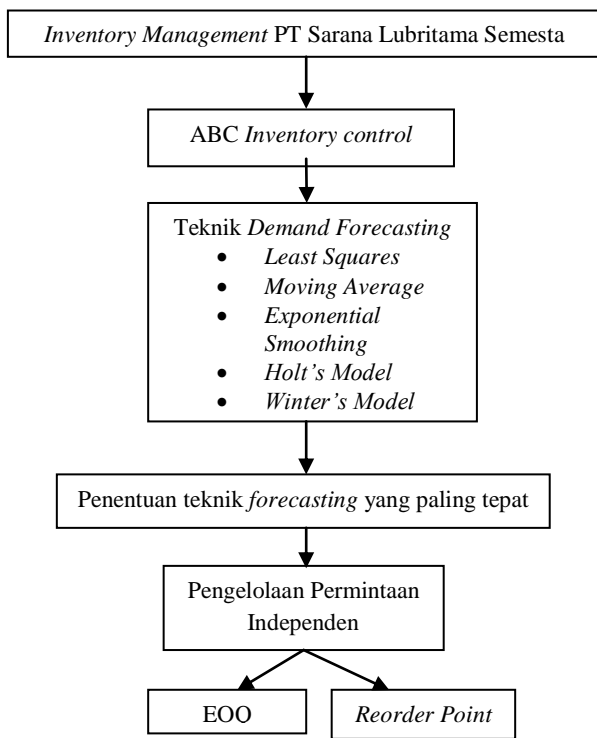 Inventory Management PT Sarana Lubritama Semesta
ABC Inventory control
Teknik Demand Forecasting
• Least Squares
• Moving Average
• Exponential
Smoothing
• Holt’s Model
• Winter’s Model
Penentuan teknik forecasting yang paling tepat
Pengelolaan Permintaan
Independen
EOQ
Reorder Point